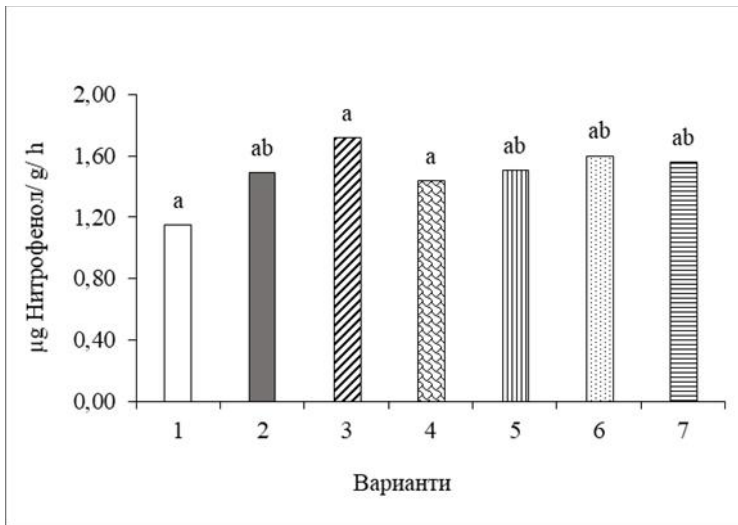 µg Нитрофенол/ g/ h
2,00
1,60
1,20
0,80
0,40
0,00
a
ab
a
a
ab
ab
ab
1 2 3 4 5 6 7
Варианти